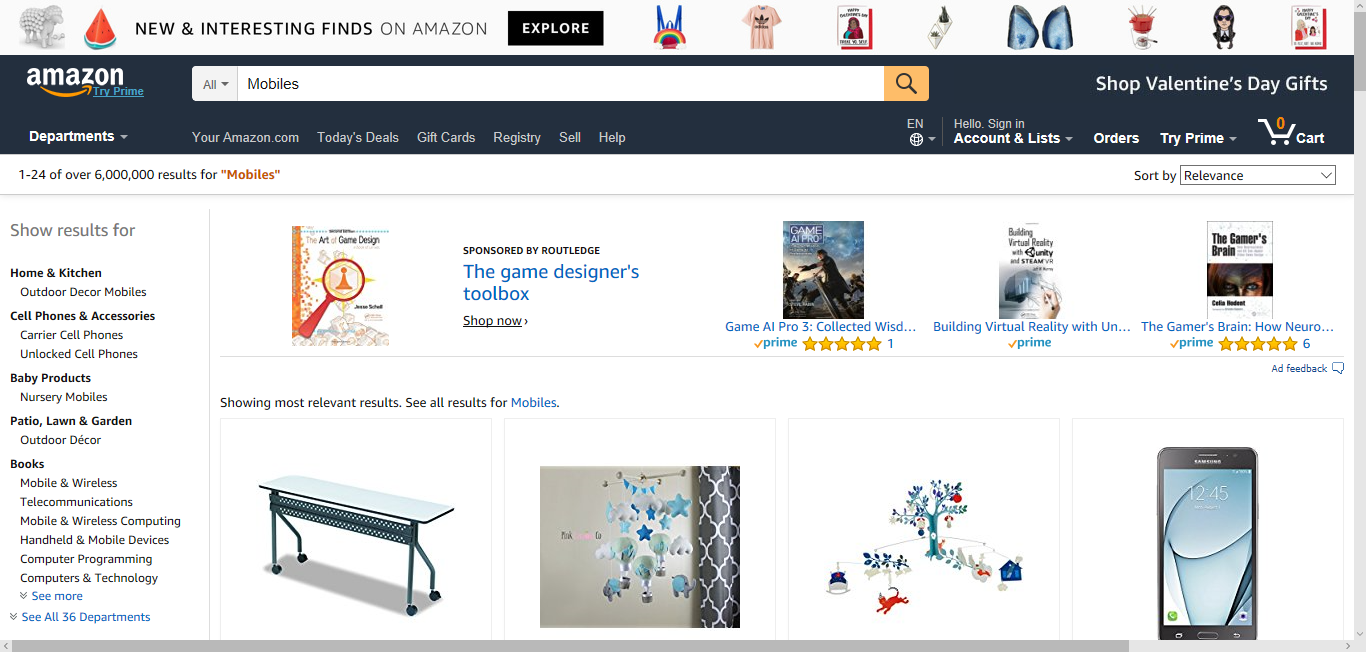 NEW & INTERESTING FINDS ON AMAZON
EXPLORE
amazon
Try Prime
All
Mobiles
Shop Valentine's Day Gifts
Departments
Your Amazon.com
Today's Deals
Gift Cards
Registry
Sell
Help
EN
Hello. Sign in
Account & Lists
Orders
Try Prime
0
Cart
1-24 of over 6,000,000 results for "Mobiles"
Sort by
Relevance
Show results for
Home & Kitchen
Outdoor Decor Mobiles
Cell Phones & Accessories
Carrier Cell Phones
Unlocked Cell Phones
Baby Products
Nursery Mobiles
Patio, Lawn & Garden
Outdoor Décor
Books
Mobile & Wireless
Telecommunications
Mobile & Wireless Computing
Handheld & Mobile Devices
Computer Programming
Computers & Technology
See more
See All 36 Departments
Second Edition
The Art of Game Design
Jesse Schell
SPONSORED BY ROUTLEDGE
The game designer's
toolbox
Shop now ›
GAME
AI PRO
Game AI Pro 3: Collected Wisd...
prime
1
Building
Virtual Reality
with unity
and STEAM VR
Building Virtual Reality with Un...
prime
The Gamer's
Brain:
Celia Hodent
The Gamer's Brain: How Neuro...
prime
6
Ad feedback
Showing most relevant results. See all results for Mobiles.
SAMSUNG
12:45